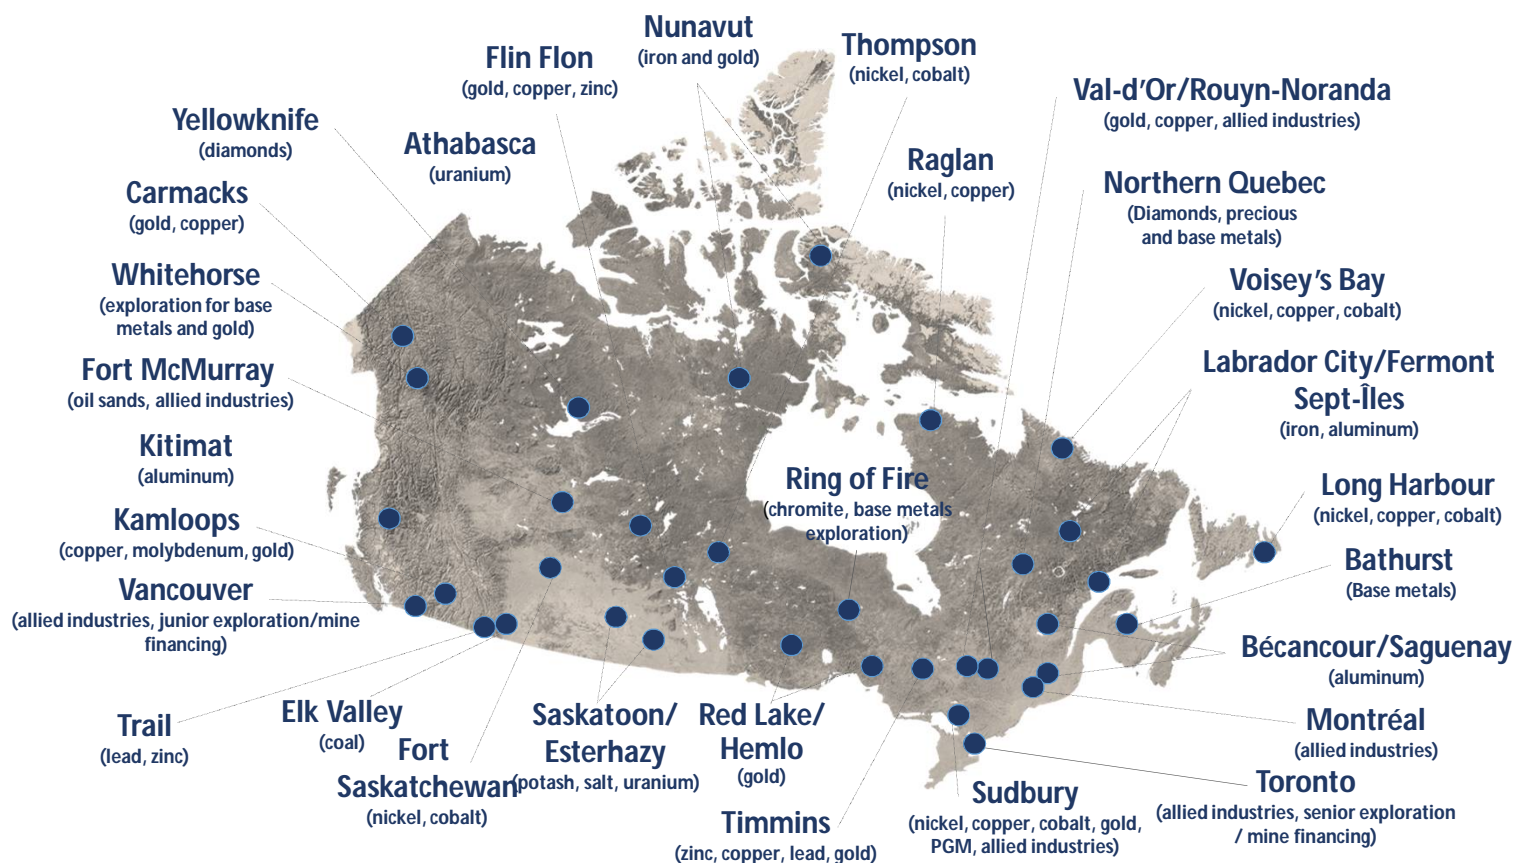 Nunavut
(iron and gold)
Thompson
(nickel, cobalt)
Flin Flon
(gold, copper, zinc)
Val-d'Or/Rouyn-Noranda
(gold, copper, allied industries)
Yellowknife
(diamonds)
Athabasca
(uranium)
Raglan
(nickel, copper)
Northern Quebec
(Diamonds, precious
and base metals)
Carmacks
(gold, copper)
Whitehorse
(exploration for base
metals and gold)
Voisey's Bay
(nickel, copper, cobalt)
Fort McMurray
(oil sands, allied industries)
Labrador City/Fermont
Sept-Îles
(iron, aluminum)
Kitimat
(aluminum)
Ring of Fire
(chromite, base metals
exploration)
Long Harbour
(nickel, copper, cobalt)
Kamloops
(copper, molybdenum, gold)
Bathurst
(Base metals)
Vancouver
(allied industries, junior exploration/mine
financing)
Bécancour/Saguenay
(aluminum)
Trail
(lead, zinc)
Elk Valley
(coal)
Fort
Saskatchewan
(nickel, cobalt)
Saskatoon/
Esterhazy
(potash, salt, uranium)
Red Lake/
Hemlo
(gold)
Montréal
(allied industries)
Timmins
(zinc, copper, lead, gold)
Sudbury
(nickel, copper, cobalt, gold,
PGM, allied industries)
Toronto
(allied industries, senior exploration
/ mine financing)